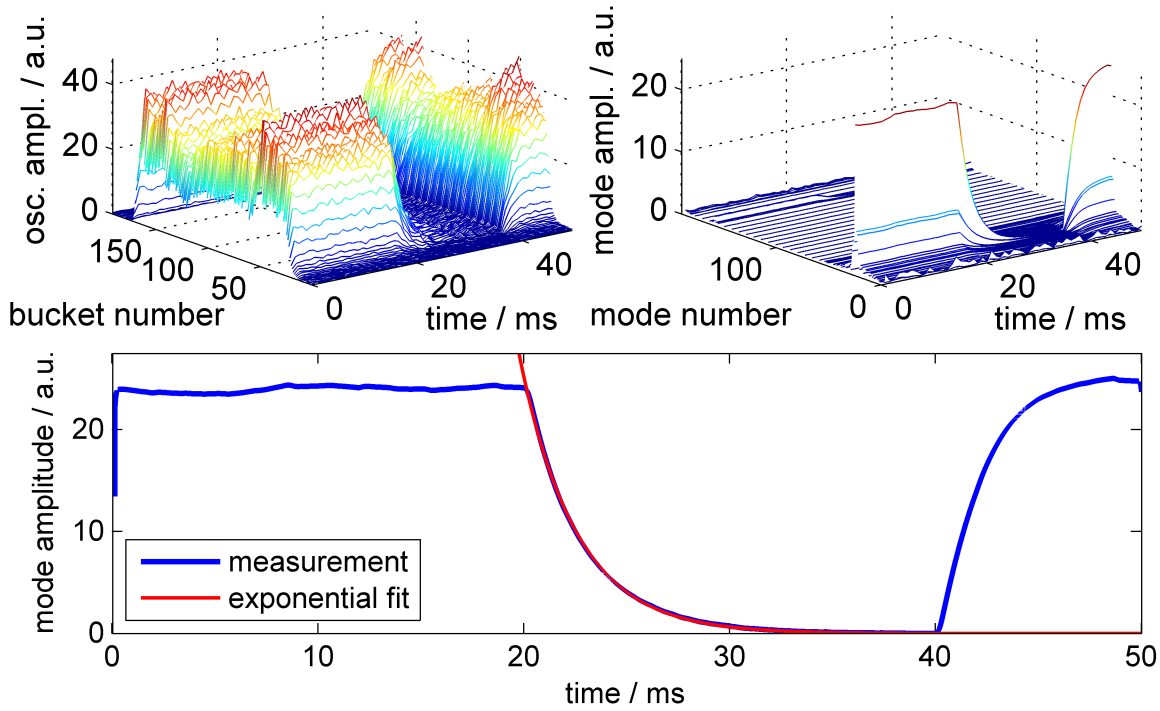 osc. ampl. / a.u.
40
20
0
150
100
50
0
20
40
bucket number
time / ms
mode ampl. / a.u.
20
10
0
100
0
0
20
40
mode number
time / ms
mode amplitude / a.u.
20
10
0
measurement
exponential fit
0
10
20
30
40
50
time / ms